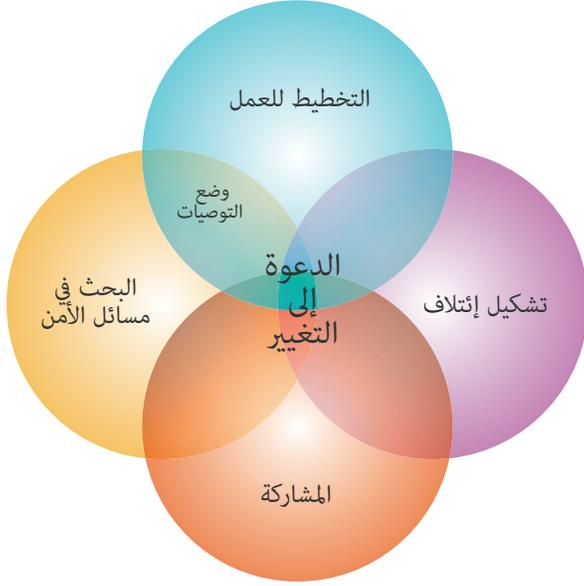 التخطيط للعمل
وضع
التوصيات
الدعوة
إلى
التغيير
تشكيل إئتلاف
البحث في
مسائل الأمن
المشاركة